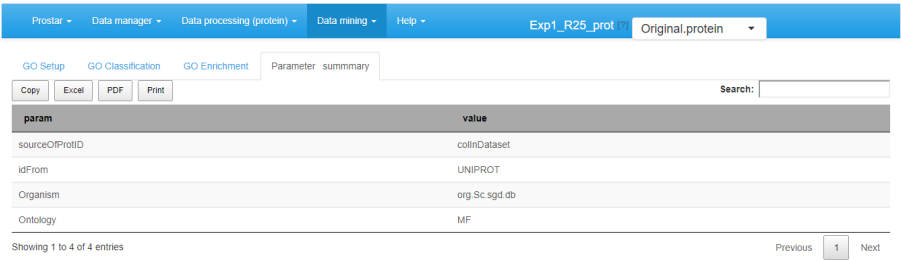 Prostar Data manager Data processing (protein) Data mining Help Exp1_R25_prot [?] Original.protein
GO Setup GO Classification GO Enrichment Parameter summmary
Copy Excel PDF Print Search:
param value
sourceOfProtID colInDataset
idFrom UNIPROT
Organism org.Sc.sgd.db
Ontology MF
Showing 1 to 4 of 4 entries Previous 1 Next